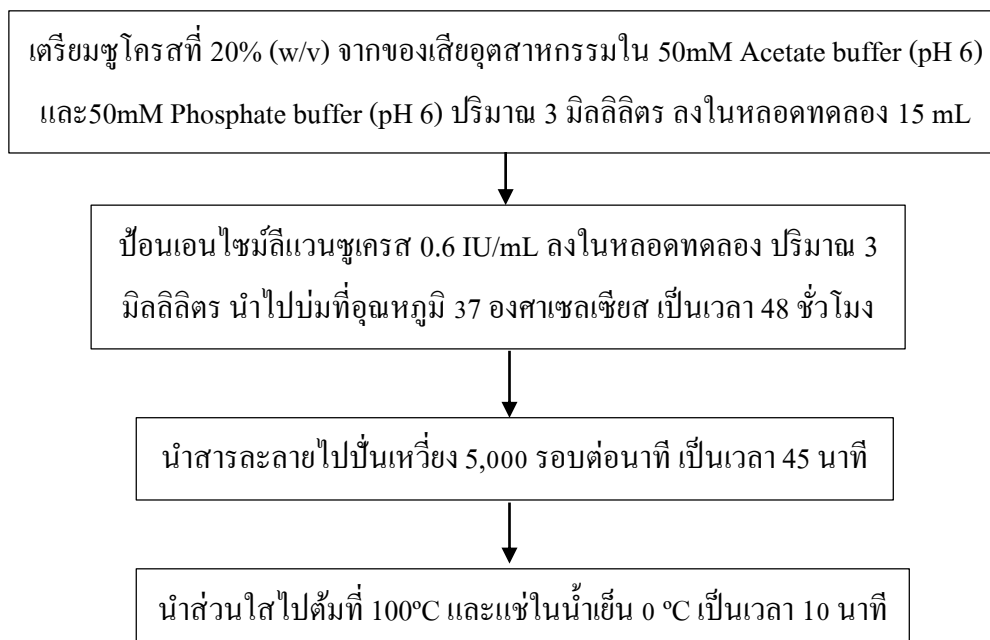 เตรียมซูโครสที่ 20% (w/v) จากของเสียอุตสาหกรรมใน 50mM Acetate buffer (pH 6)
และ50mM Phosphate buffer (pH 6) ปริมาณ 3 มิลลิลิตร ลงในหลอดทดลอง 15 mL
ป้อนเอนไซม์ลีแวนซูเครส 0.6 IU/mL ลงในหลอดทดลอง ปริมาณ 3
มิลลิลิตร นำไปบ่มที่อุณหภูมิ 37 องศาเซลเซียส เป็นเวลา 48 ชั่วโมง
นำสารละลายไปปั่นเหวี่ยง 5,000 รอบต่อนาที เป็นเวลา 45 นาที
นำส่วนใสไปต้มที่ 100ºC และแช่ในน้ำเย็น 0 ºC เป็นเวลา 10 นาที